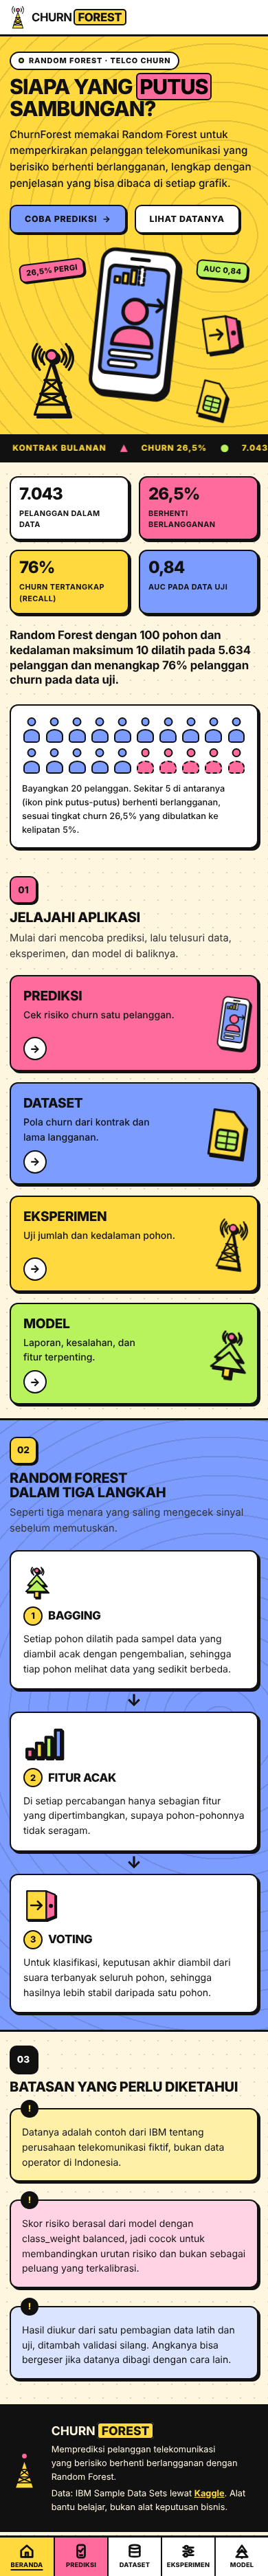 CHURN FOREST
RANDOM FOREST · TELCO CHURN
SIAPA YANG PUTUS
SAMBUNGAN?
ChurnForest memakai Random Forest untuk
memperkirakan pelanggan telekomunikasi yang
berisiko berhenti berlangganan, lengkap dengan
penjelasan yang bisa dibaca di setiap grafik.
COBA PREDIKSI →
LIHAT DATANYA
26,5% PERGI
AUC 0,84
KONTRAK BULANAN ▲ CHURN 26,5% ● 7.043
7.043
PELANGGAN DALAM
DATA
26,5%
BERHENTI
BERLANGGANAN
76%
CHURN TERTANGKAP
(RECALL)
0,84
AUC PADA DATA UJI
Random Forest dengan 100 pohon dan
kedalaman maksimum 10 dilatih pada 5.634
pelanggan dan menangkap 76% pelanggan
churn pada data uji.
Bayangkan 20 pelanggan. Sekitar 5 di antaranya
(ikon pink putus-putus) berhenti berlangganan,
sesuai tingkat churn 26,5% yang dibulatkan ke
kelipatan 5%.
01
JELAJAHI APLIKASI
Mulai dari mencoba prediksi, lalu telusuri data,
eksperimen, dan model di baliknya.
PREDIKSI
Cek risiko churn satu pelanggan.
→
DATASET
Pola churn dari kontrak dan
lama langganan.
→
EKSPERIMEN
Uji jumlah dan kedalaman pohon.
→
MODEL
Laporan, kesalahan, dan
fitur terpenting.
→
02
RANDOM FOREST
DALAM TIGA LANGKAH
Seperti tiga menara yang saling mengecek sinyal
sebelum memutuskan.
1 BAGGING
Setiap pohon dilatih pada sampel data yang
diambil acak dengan pengembalian, sehingga
tiap pohon melihat data yang sedikit berbeda.
2 FITUR ACAK
Di setiap percabangan hanya sebagian fitur
yang dipertimbangkan, supaya pohon-pohonnya
tidak seragam.
3 VOTING
Untuk klasifikasi, keputusan akhir diambil dari
suara terbanyak seluruh pohon, sehingga
hasilnya lebih stabil daripada satu pohon.
03
BATASAN YANG PERLU DIKETAHUI
!
Datanya adalah contoh dari IBM tentang
perusahaan telekomunikasi fiktif, bukan data
operator di Indonesia.
!
Skor risiko berasal dari model dengan
class_weight balanced, jadi cocok untuk
membandingkan urutan risiko dan bukan sebagai
peluang yang terkalibrasi.
!
Hasil diukur dari satu pembagian data latih dan
uji, ditambah validasi silang. Angkanya bisa
bergeser jika datanya dibagi dengan cara lain.
CHURN FOREST
Memprediksi pelanggan telekomunikasi
yang berisiko berhenti berlangganan dengan
Random Forest.
Data: IBM Sample Data Sets lewat Kaggle. Alat
bantu belajar, bukan alat keputusan bisnis.
BERANDA
PREDIKSI
DATASET
EKSPERIMEN
MODEL